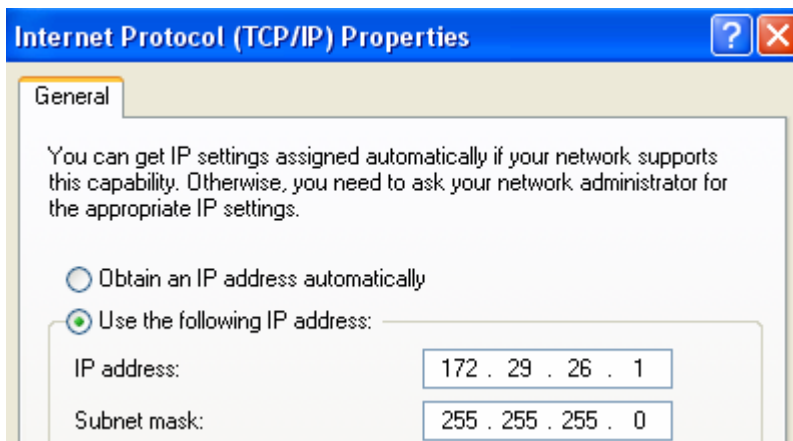 Internet Protocol (TCP/IP) Properties
General
You can get IP settings assigned automatically if your network supports
this capability. Otherwise, you need to ask your network administrator for
the appropriate IP settings.
Obtain an IP address automatically
Use the following IP address:
IP address: 172 . 29 . 26 . 1
Subnet mask: 255 . 255 . 255 . 0